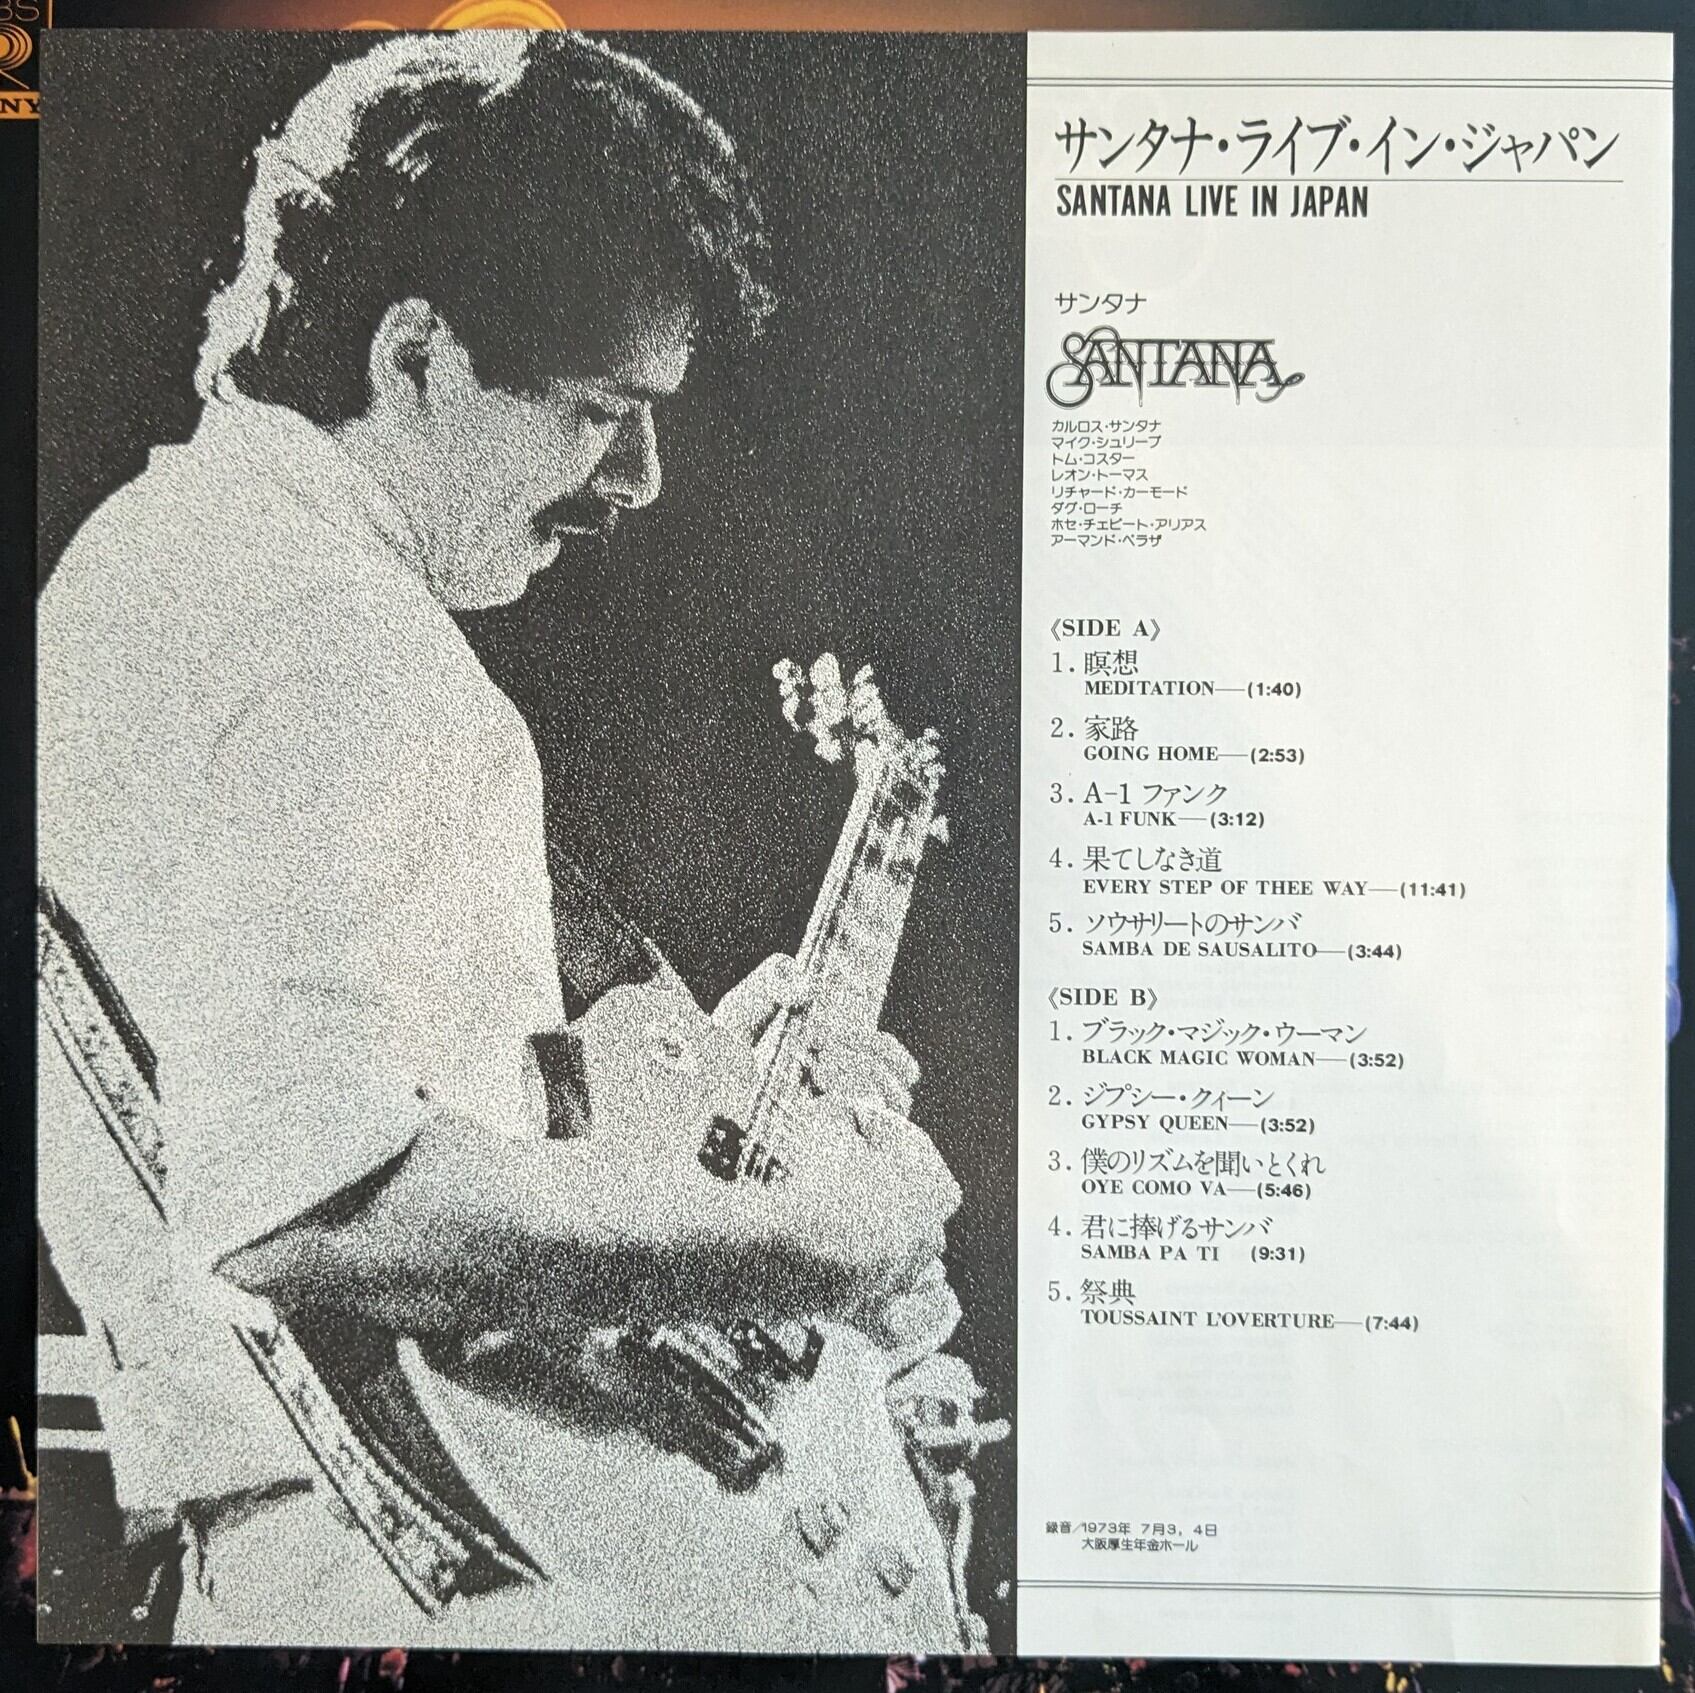 BS
NY
サンタナ・ライブ・イン・ジャパン
SANTANA LIVE IN JAPAN
サンタナ
SANTANA
カルロス・サンタナ
マイク・シュリーブ
トム・コスター
レオン・トーマス
リチャード・カーモード
ダグ・ローチ
ホセ・チェピート・アリアス
アーマンド・ペラザ
《SIDE A》
1. 瞑想
MEDITATION—(1:40)
2. 家路
GOING HOME—(2:53)
3. A-1 ファンク
A-1 FUNK—(3:12)
4. 果てしなき道
EVERY STEP OF THEE WAY—(11:41)
5. ソウサリートのサンバ
SAMBA DE SAUSALITO—(3:44)
《SIDE B》
1. ブラック・マジック・ウーマン
BLACK MAGIC WOMAN—(3:52)
2. ジプシー・クィーン
GYPSY QUEEN—(3:52)
3. 僕のリズムを聞いとくれ
OYE COMO VA—(5:46)
4. 君に捧げるサンバ
SAMBA PA TI (9:31)
5. 祭典
TOUSSAINT L'OVERTURE—(7:44)
録音/1973年 7月3, 4日
大阪厚生年金ホール